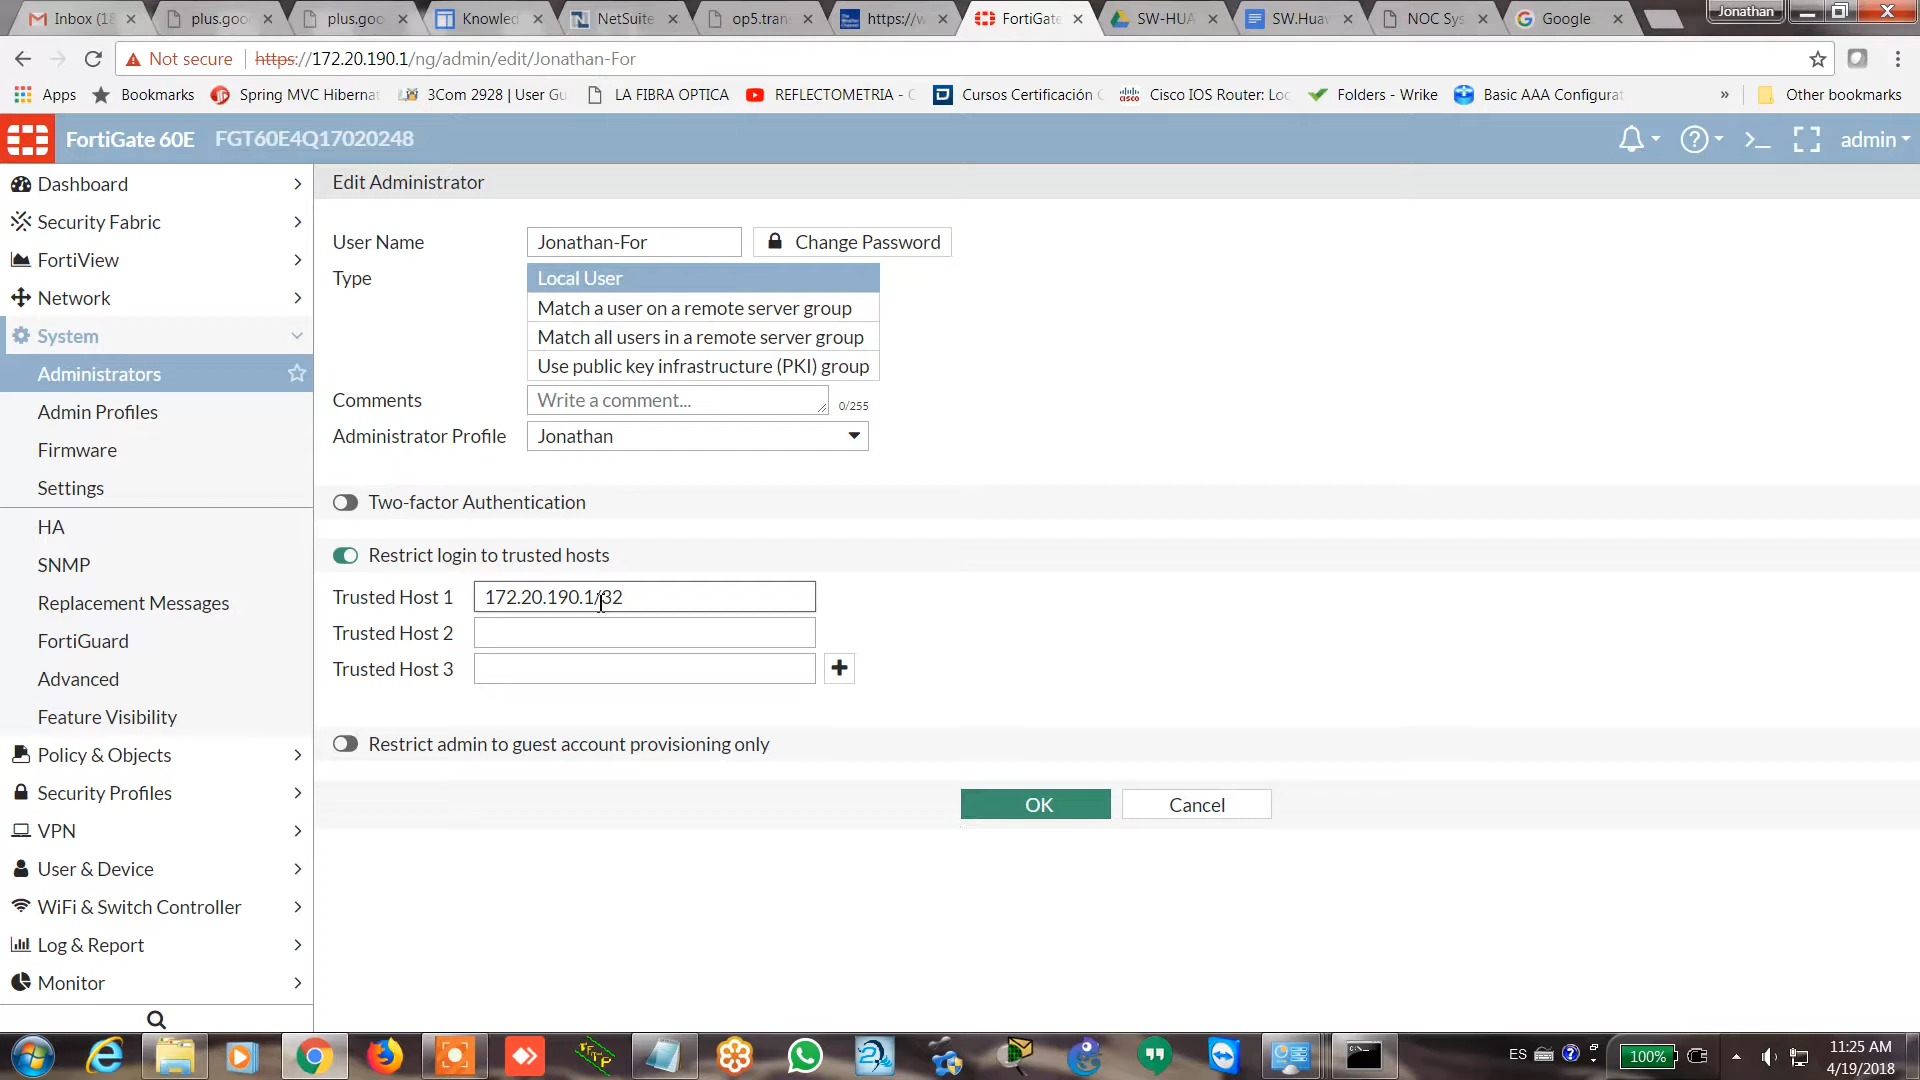 Inbox (18
plus.goo
plus.goo
Knowled
NetSuite
op5.tran
https://w
FortiGate
SW-HUA
SW.Huaw
NOC Sys
Google
Jonathan
Not secure
https://172.20.190.1/ng/admin/edit/Jonathan-For
Apps
Bookmarks
Spring MVC Hibernat
3Com 2928 | User Gu
LA FIBRA OPTICA
REFLECTOMETRIA - C
Cursos Certificación C
Cisco IOS Router: Loc
Folders - Wrike
Basic AAA Configurat
»
Other bookmarks
FortiGate 60E
FGT60E4Q17020248
admin
Dashboard
Security Fabric
FortiView
Network
System
Administrators
Admin Profiles
Firmware
Settings
HA
SNMP
Replacement Messages
FortiGuard
Advanced
Feature Visibility
Policy & Objects
Security Profiles
VPN
User & Device
WiFi & Switch Controller
Log & Report
Monitor
Edit Administrator
User Name
Jonathan-For
Change Password
Type
Local User
Match a user on a remote server group
Match all users in a remote server group
Use public key infrastructure (PKI) group
Comments
Write a comment...
0/255
Administrator Profile
Jonathan
Two-factor Authentication
Restrict login to trusted hosts
Trusted Host 1
172.20.190.1/32
Trusted Host 2
Trusted Host 3
Restrict admin to guest account provisioning only
OK
Cancel
ES
100%
11:25 AM
4/19/2018